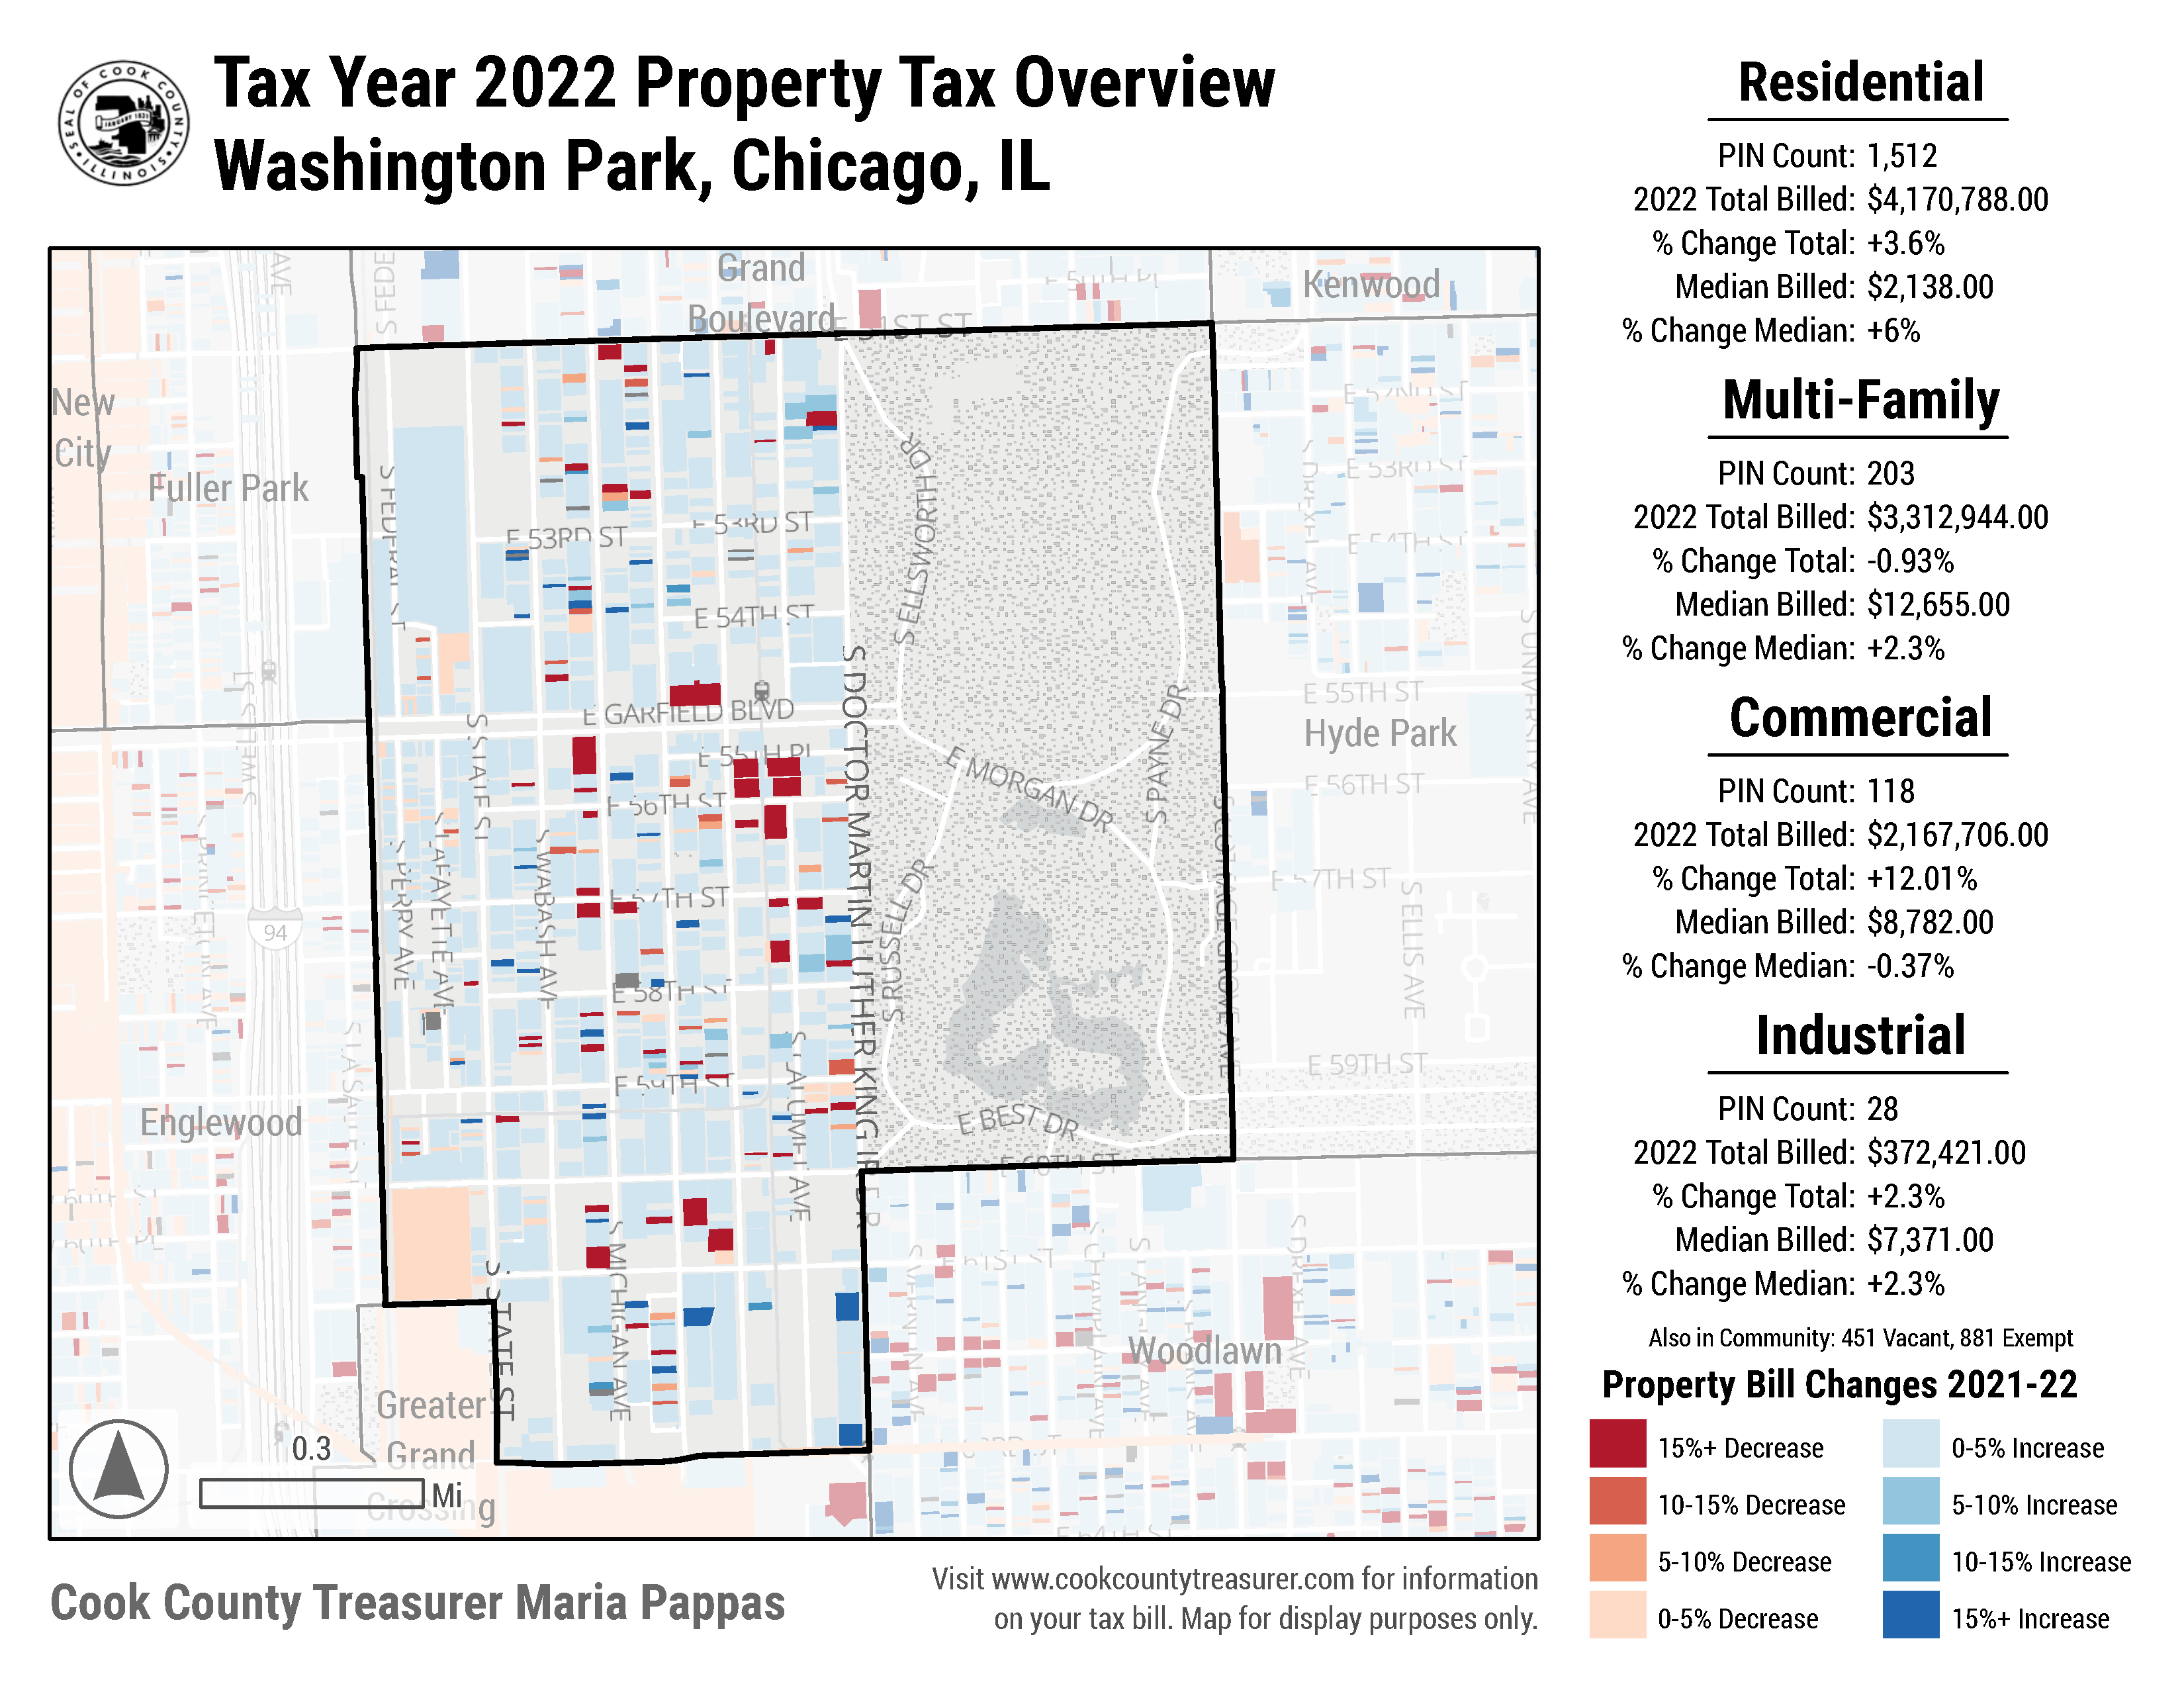 SEAL OF COOK COUNTY
ILLINOIS
JANUARY 1831
Tax Year 2022 Property Tax Overview
Washington Park, Chicago, IL
Residential
PIN Count: 1,512
2022 Total Billed: $4,170,788.00
% Change Total: +3.6%
Median Billed: $2,138.00
% Change Median: +6%
Multi-Family
PIN Count: 203
2022 Total Billed: $3,312,944.00
% Change Total: -0.93%
Median Billed: $12,655.00
% Change Median: +2.3%
Commercial
PIN Count: 118
2022 Total Billed: $2,167,706.00
% Change Total: +12.01%
Median Billed: $8,782.00
% Change Median: -0.37%
Industrial
PIN Count: 28
2022 Total Billed: $372,421.00
% Change Total: +2.3%
Median Billed: $7,371.00
% Change Median: +2.3%
Also in Community: 451 Vacant, 881 Exempt
Property Bill Changes 2021-22
15%+ Decrease
10-15% Decrease
5-10% Decrease
0-5% Decrease
0-5% Increase
5-10% Increase
10-15% Increase
15%+ Increase
Grand
Boulevard
Kenwood
New
City
Fuller Park
Hyde Park
Englewood
Woodlawn
Greater
Grand
Crossing
94
E 51ST ST
E 52ND ST
E 53RD ST
E 53RD ST
E 53RD ST
E 54TH ST
E 54TH ST
E GARFIELD BLVD
E 55TH ST
E 55TH PL
E 56TH ST
E 56TH ST
E 57TH ST
E 57TH ST
E 58TH ST
E 59TH ST
E 59TH ST
E 60TH ST
S FEDERAL ST
S STATE ST
S STATE ST
S PERRY AVE
S LAFAYETTE AVE
S WABASH AVE
S MICHIGAN AVE
S CALUMET AVE
S DOCTOR MARTIN LUTHER KING JR DR
S ELLSWORTH DR
S RUSSELL DR
E MORGAN DR
S PAYNE DR
E BEST DR
S COTTAGE GROVE AVE
S ELLIS AVE
S UNIVERSITY AVE
S DREXEL AVE
S DREXEL AVE
0.3
Mi
Cook County Treasurer Maria Pappas
Visit www.cookcountytreasurer.com for information
on your tax bill. Map for display purposes only.